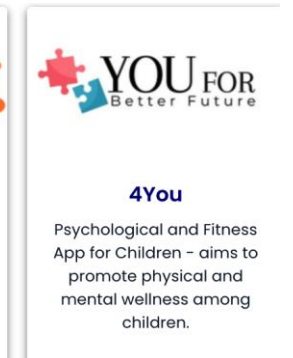 YOU FOR
Better Future
4You
Psychological and Fitness
App for Children - aims to
promote physical and
mental wellness among
children.